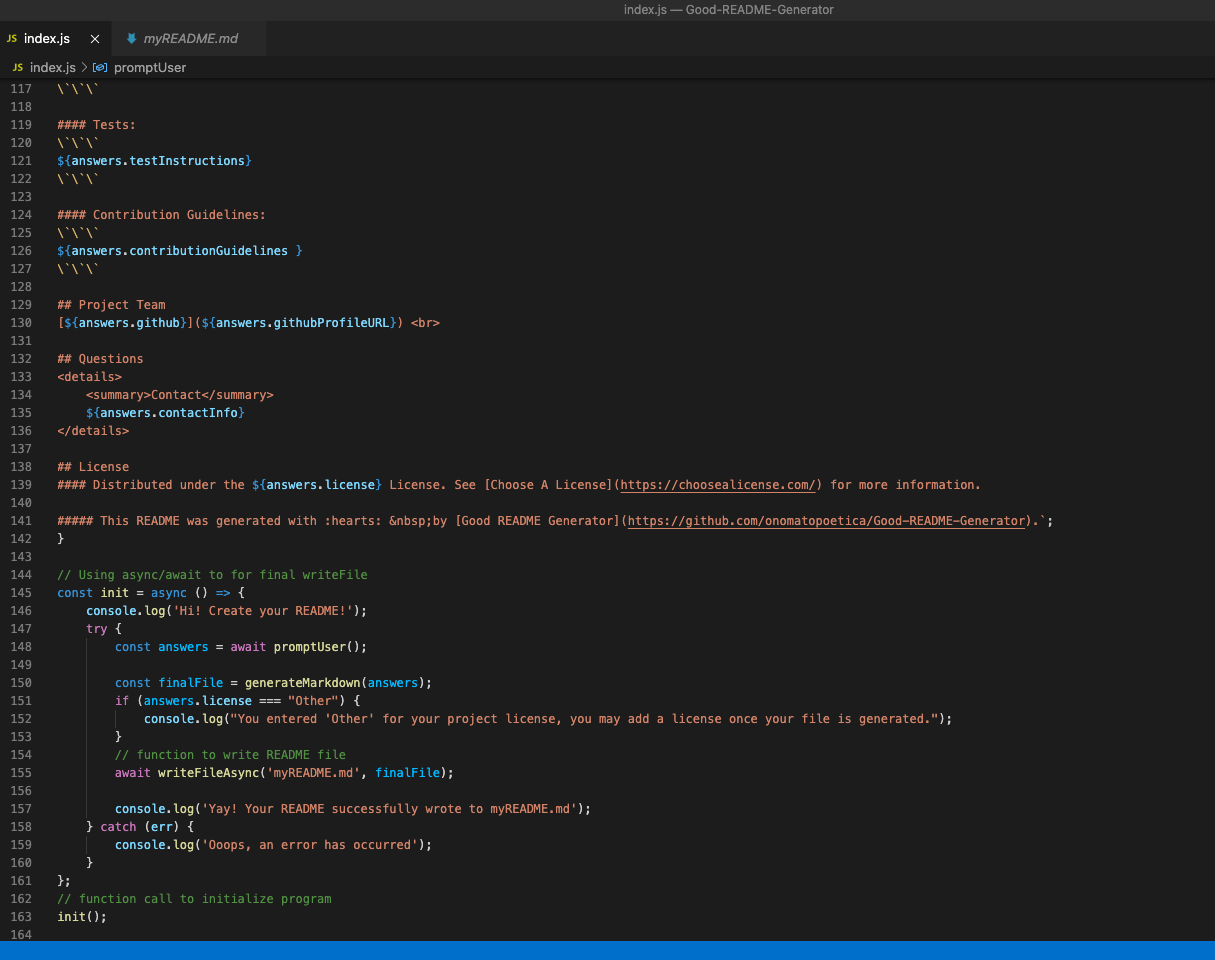 index.js — Good-README-Generator
JS index.js × myREADME.md
JS index.js > promptUser
117 \`\`\`
118
119 #### Tests:
120 \`\`\`
121 ${answers.testInstructions}
122 \`\`\`
123
124 #### Contribution Guidelines:
125 \`\`\`
126 ${answers.contributionGuidelines }
127 \`\`\`
128
129 ## Project Team
130 [${answers.github}](${answers.githubProfileURL}) <br>
131
132 ## Questions
133 <details>
134     <summary>Contact</summary>
135     ${answers.contactInfo}
136 </details>
137
138 ## License
139 #### Distributed under the ${answers.license} License. See [Choose A License](https://choosealicense.com/) for more information.
140
141 ##### This README was generated with :hearts: &nbsp;by [Good README Generator](https://github.com/onomatopoetica/Good-README-Generator).`;
142 }
143
144 // Using async/await to for final writeFile
145 const init = async () => {
146     console.log('Hi! Create your README!');
147     try {
148         const answers = await promptUser();
149
150         const finalFile = generateMarkdown(answers);
151         if (answers.license === "Other") {
152             console.log("You entered 'Other' for your project license, you may add a license once your file is generated.");
153         }
154         // function to write README file
155         await writeFileAsync('myREADME.md', finalFile);
156
157         console.log('Yay! Your README successfully wrote to myREADME.md');
158     } catch (err) {
159         console.log('Ooops, an error has occurred');
160     }
161 };
162 // function call to initialize program
163 init();
164